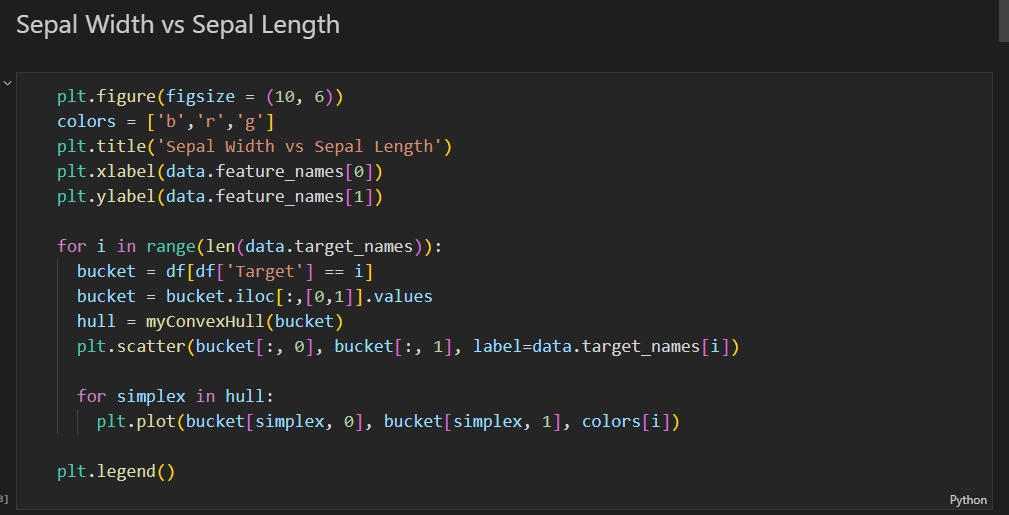 Sepal Width vs Sepal Length
plt.figure(figsize = (10, 6))
colors = ['b','r','g']
plt.title('Sepal Width vs Sepal Length')
plt.xlabel(data.feature_names[0])
plt.ylabel(data.feature_names[1])
for i in range(len(data.target_names)):
bucket = df[df['Target'] == i]
bucket = bucket.iloc[:,[0,1]].values
hull = myConvexHull(bucket)
plt.scatter(bucket[:, 0], bucket[:, 1], label=data.target_names[i])
for simplex in hull:
plt.plot(bucket[simplex, 0], bucket[simplex, 1], colors[i])
plt.legend()
Python